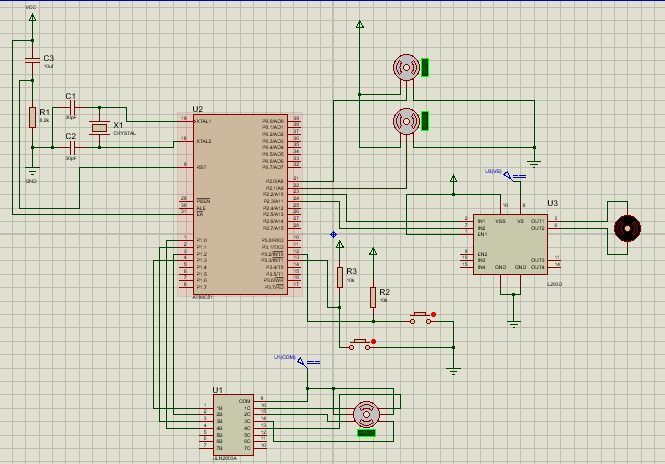 VCC
C3
10uf
R1
8.2k
C1
30pf
X1
CRYSTAL
C2
30pf
GND
U2
19
XTAL1
18
XTAL2
9
RST
29
PSEN
30
ALE
31
EA
1
P1.0
2
P1.1
3
P1.2
4
P1.3
5
P1.4
6
P1.5
7
P1.6
8
P1.7
P0.0/AD0
39
P0.1/AD1
38
P0.2/AD2
37
P0.3/AD3
36
P0.4/AD4
35
P0.5/AD5
34
P0.6/AD6
33
P0.7/AD7
32
P2.0/A8
21
P2.1/A9
22
P2.2/A10
23
P2.3/A11
24
P2.4/A12
25
P2.5/A13
26
P2.6/A14
27
P2.7/A15
28
P3.0/RXD
10
P3.1/TXD
11
P3.2/INT0
12
P3.3/INT1
13
P3.4/T0
14
P3.5/T1
15
P3.6/WR
16
P3.7/RD
17
AT89C51
R3
10k
R2
10k
U3(VS)
U3
16
8
2
IN1
7
IN2
1
EN1
VSS
VS
OUT1
3
OUT2
6
9
EN2
10
IN3
15
IN4
GND
GND
OUT3
11
OUT4
14
L293D
U1(COM)
U1
1
1B
2
2B
3
3B
4
4B
5
5B
6
6B
7
7B
COM
9
1C
16
2C
15
3C
14
4C
13
5C
12
6C
11
7C
10
ULN2003A